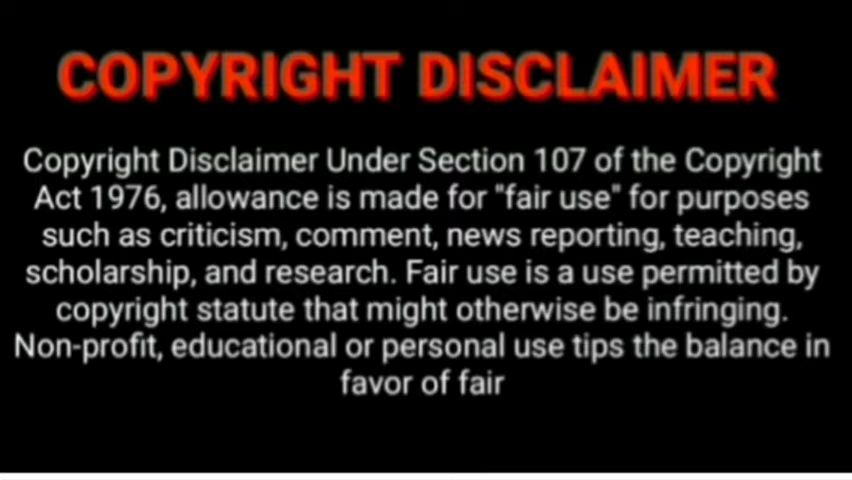 COPYRIGHT DISCLAIMER
Copyright Disclaimer Under Section 107 of the Copyright
Act 1976, allowance is made for "fair use" for purposes
such as criticism, comment, news reporting, teaching,
scholarship, and research. Fair use is a use permitted by
copyright statute that might otherwise be infringing.
Non-profit, educational or personal use tips the balance in
favor of fair